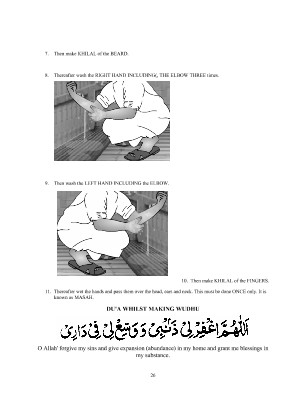 7. Then make KHILAL of the BEARD.
8. Thereafter wash the RIGHT HAND INCLUDING, THE ELBOW THREE times.
9. Then wash the LEFT HAND INCLUDING the ELBOW.
10. Then make KHILAL of the FINGERS.
11. Thereafter wet the hands and pass them over the head, ears and neck. This must be done ONCE only. It is
known as MASAH.
DU'A WHILST MAKING WUDHU
اَللّٰهُمَّ اغْفِرْلِىْ ذَنْبِىْ وَ وَسِّعْ لِىْ فِىْ دَارِىْ
O Allah' forgive my sins and give expansion (abundance) in my home and grant me blessings in
my substance.
26